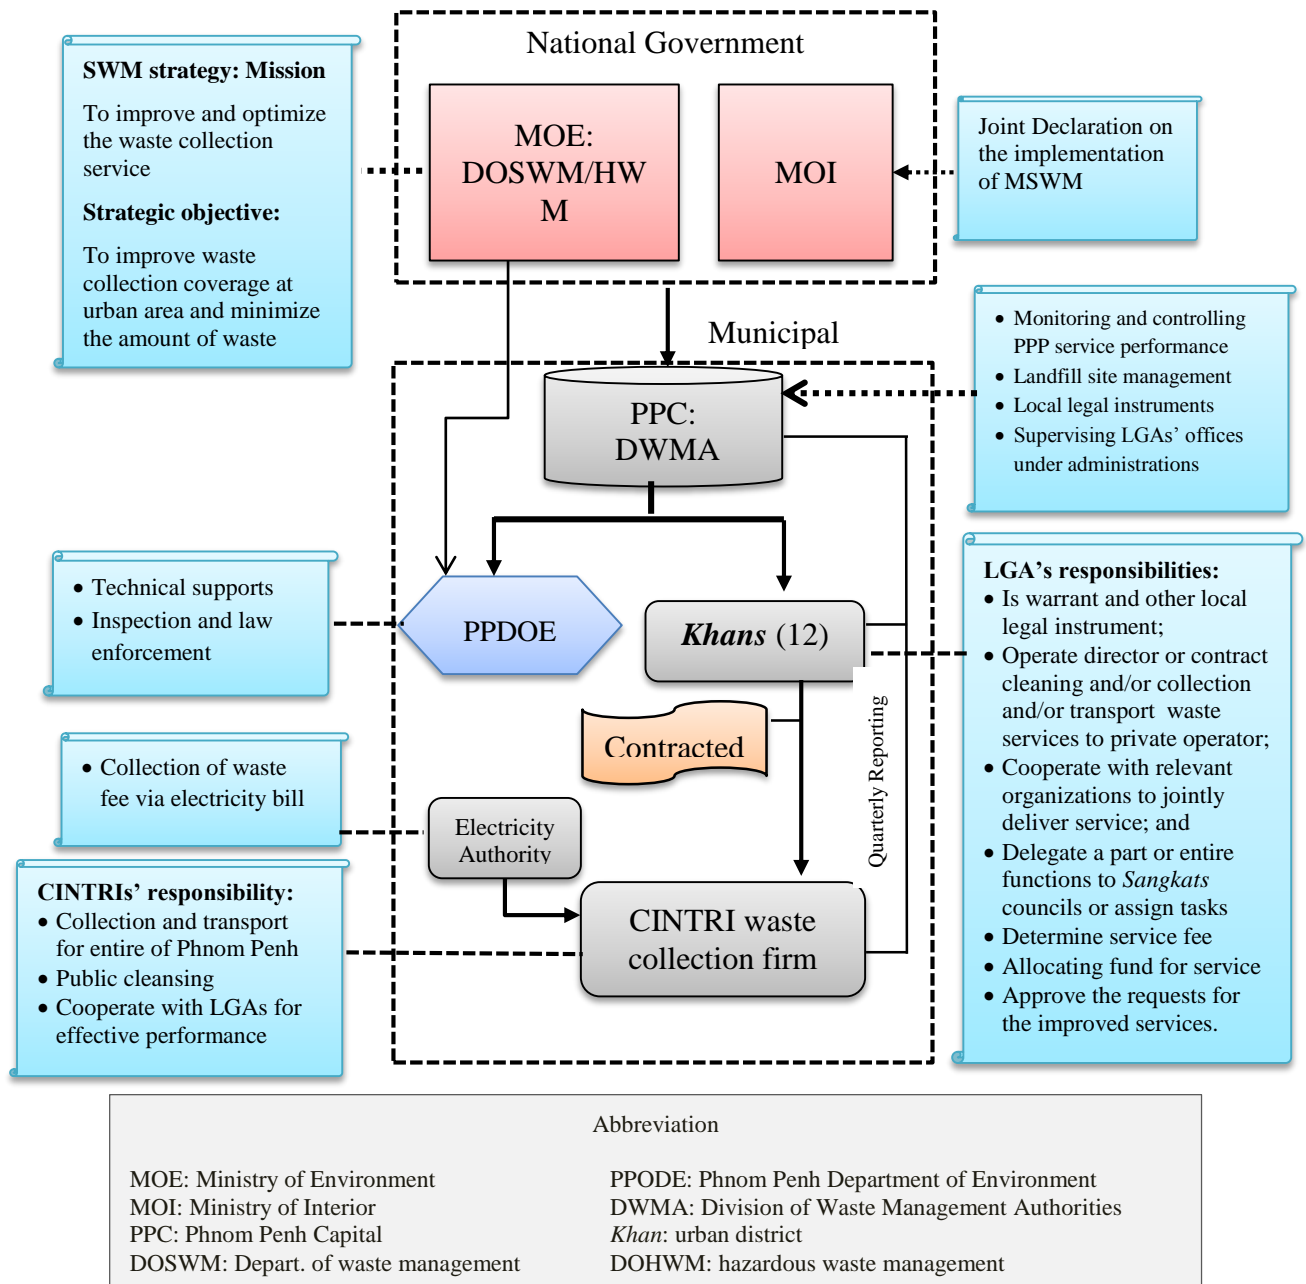 National Government
SWM strategy: Mission
To improve and optimize
the waste collection
service
Strategic objective:
To improve waste
collection coverage at
urban area and minimize
the amount of waste
MOE:
DOSWM/HW
M
MOI
Joint Declaration on
the implementation
of MSWM
Municipal
• Monitoring and controlling
PPP service performance
• Landfill site management
• Local legal instruments
• Supervising LGAs’ offices
under administrations
PPC:
DWMA
• Technical supports
• Inspection and law
enforcement
PPDOE
Khans (12)
LGA’s responsibilities:
• Is warrant and other local
legal instrument;
• Operate director or contract
cleaning and/or collection
and/or transport waste
services to private operator;
• Cooperate with relevant
organizations to jointly
deliver service; and
• Delegate a part or entire
functions to Sangkats
councils or assign tasks
• Determine service fee
• Allocating fund for service
• Approve the requests for
the improved services.
Contracted
Quarterly Reporting
• Collection of waste
fee via electricity bill
Electricity
Authority
CINTRIs’ responsibility:
• Collection and transport
for entire of Phnom Penh
• Public cleansing
• Cooperate with LGAs for
effective performance
CINTRI waste
collection firm
Abbreviation
MOE: Ministry of Environment
PPODE: Phnom Penh Department of Environment
MOI: Ministry of Interior
DWMA: Division of Waste Management Authorities
PPC: Phnom Penh Capital
Khan: urban district
DOSWM: Depart. of waste management
DOHWM: hazardous waste management